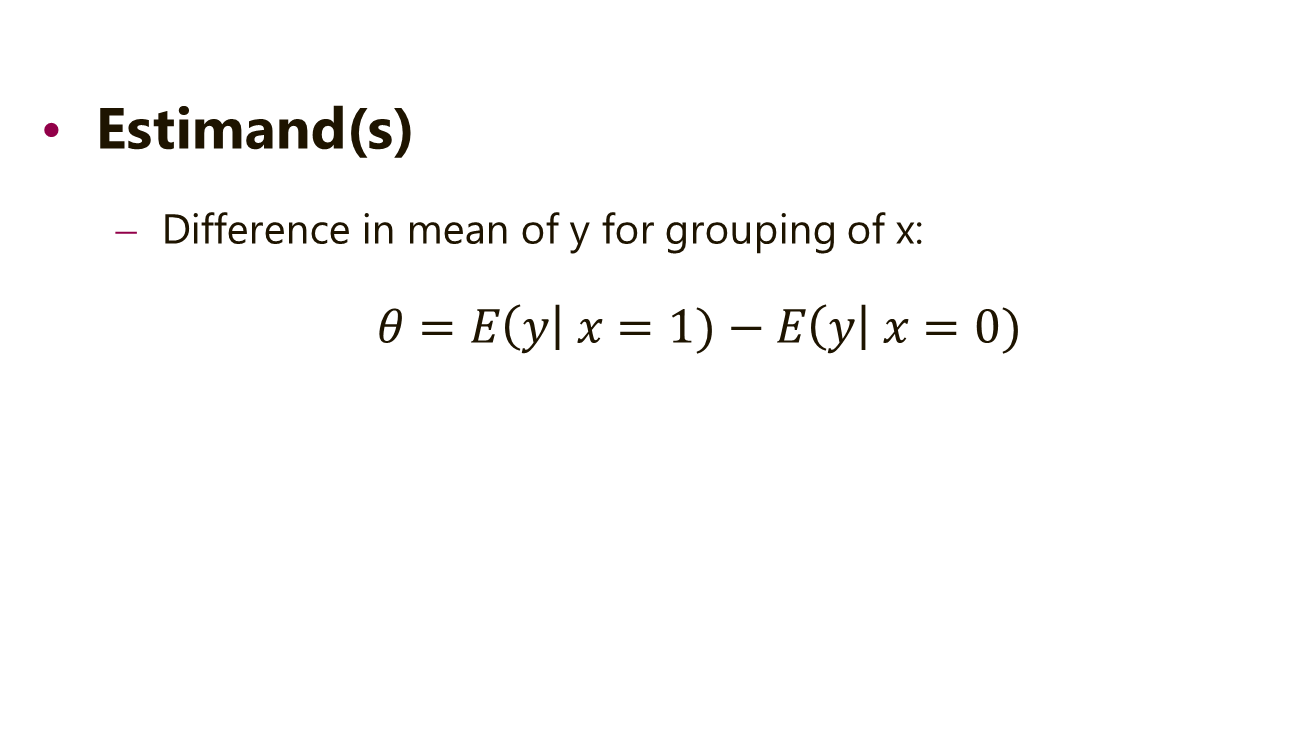 • Estimand(s)
– Difference in mean of y for grouping of x:
𝜃 = 𝐸(𝑦| 𝑥 = 1) − 𝐸(𝑦| 𝑥 = 0)